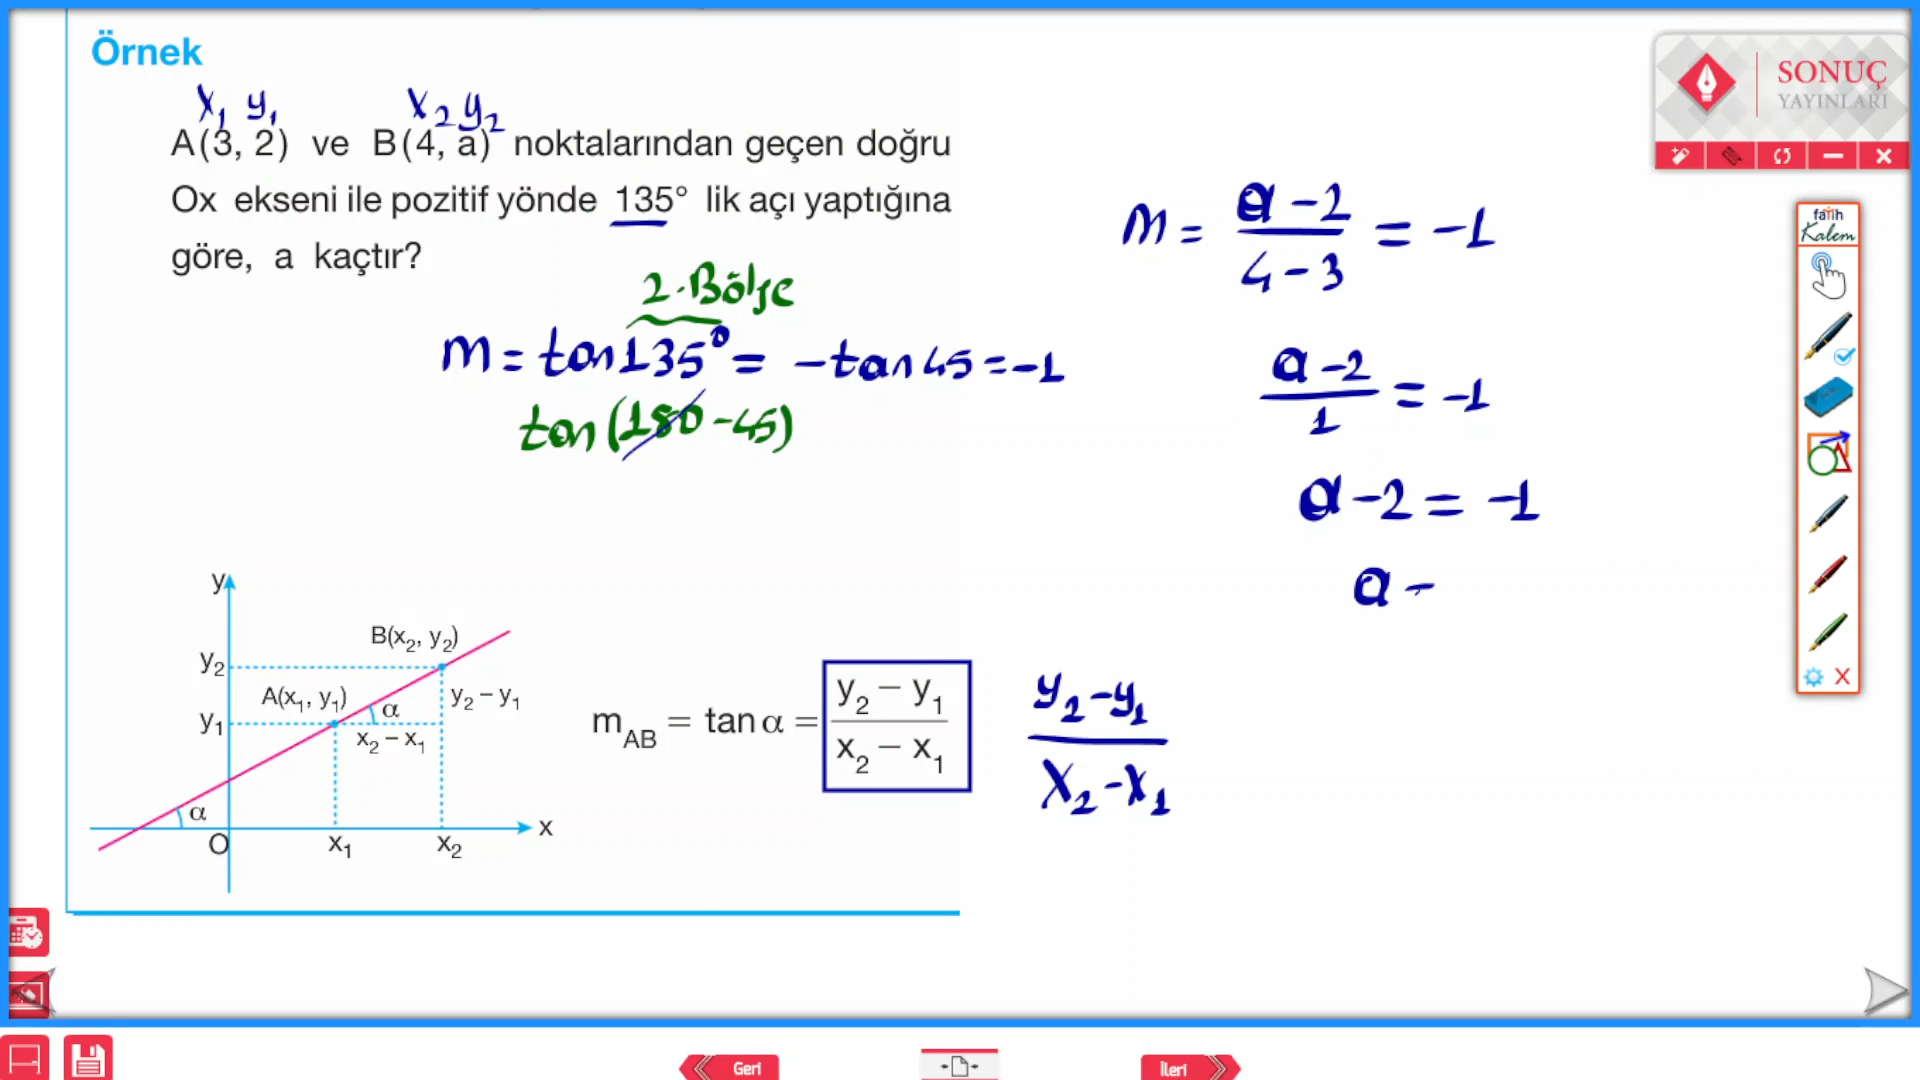 Örnek
x₁ y₁ x₂ y₂
A(3, 2) ve B(4, a) noktalarından geçen doğru
Ox ekseni ile pozitif yönde 135° lik açı yaptığına
göre, a kaçtır?
2.Bölge
m = tan135° = -tan45 = -1
tan(180-45)
m = a-2 / 4-3 = -1
a-2 / 1 = -1
a-2 = -1
a -
y
B(x₂, y₂)
y₂
A(x₁, y₁)
α
y₂ – y₁
y₁
x₂ – x₁
α
O
x₁
x₂
x
m_AB = tan α = y₂ – y₁ / x₂ – x₁
y₂-y₁ / x₂-x₁
SONUÇ
YAYINLARI
fatih
Kalem
Geri
İleri